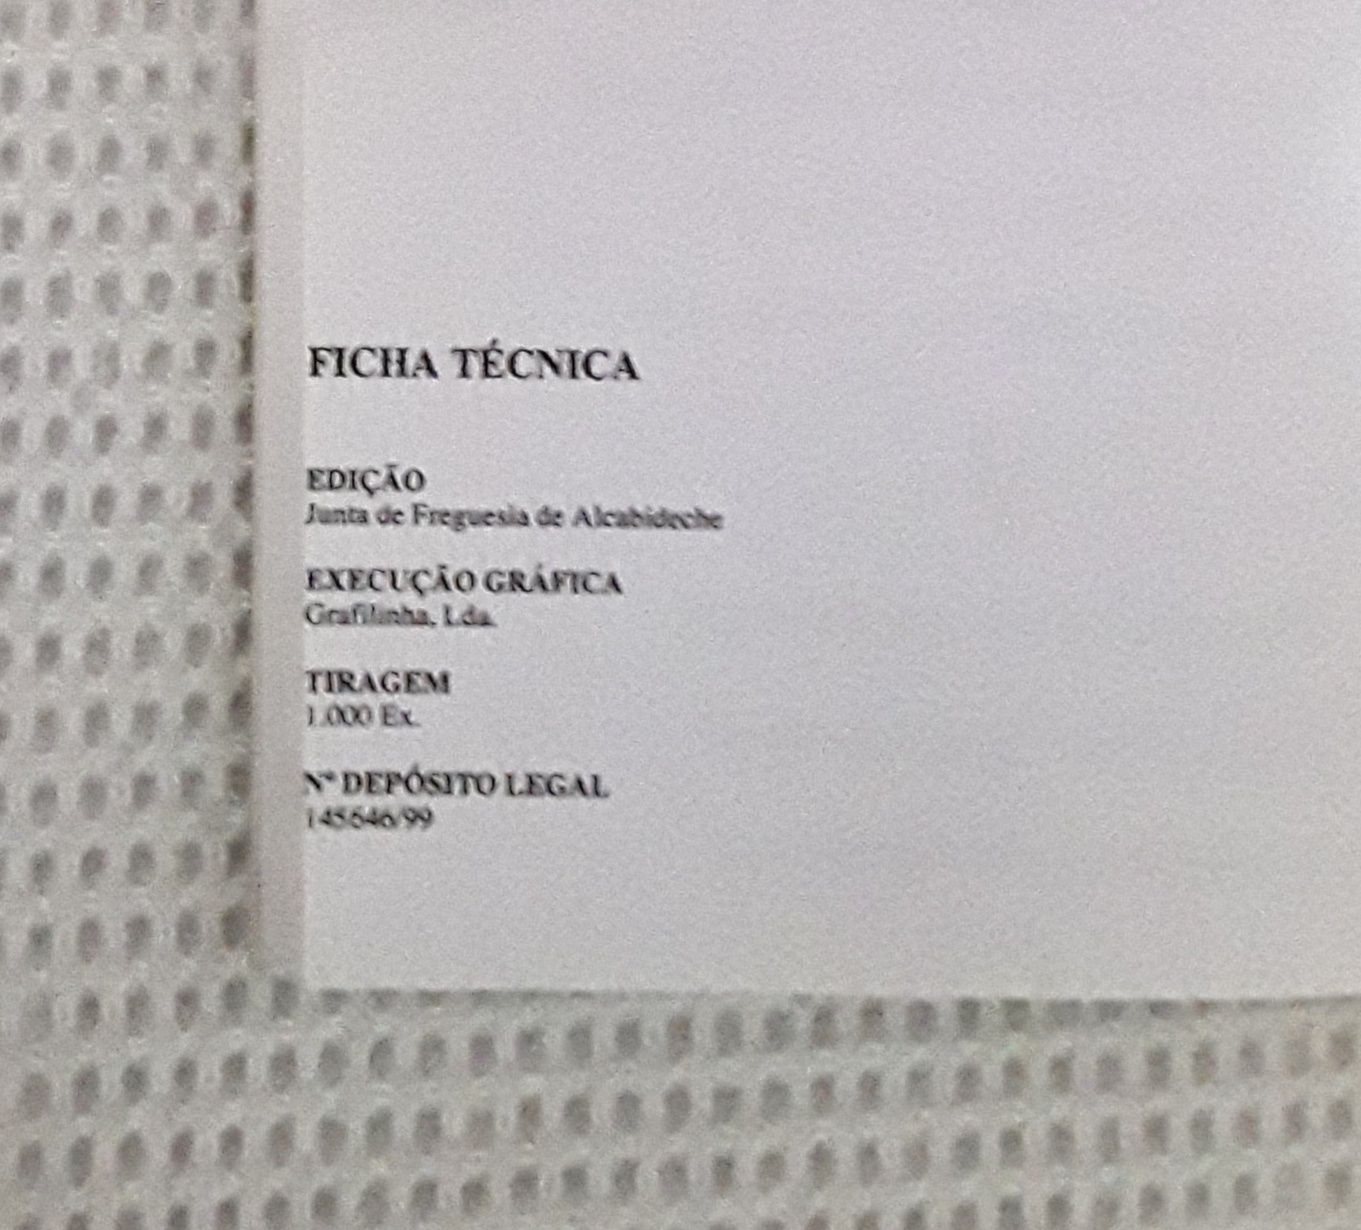 FICHA TÉCNICA
EDIÇÃO
Junta de Freguesia de Alcabideche
EXECUÇÃO GRÁFICA
Grafilinha, Lda.
TIRAGEM
1.000 Ex.
Nº DEPÓSITO LEGAL
145646/99